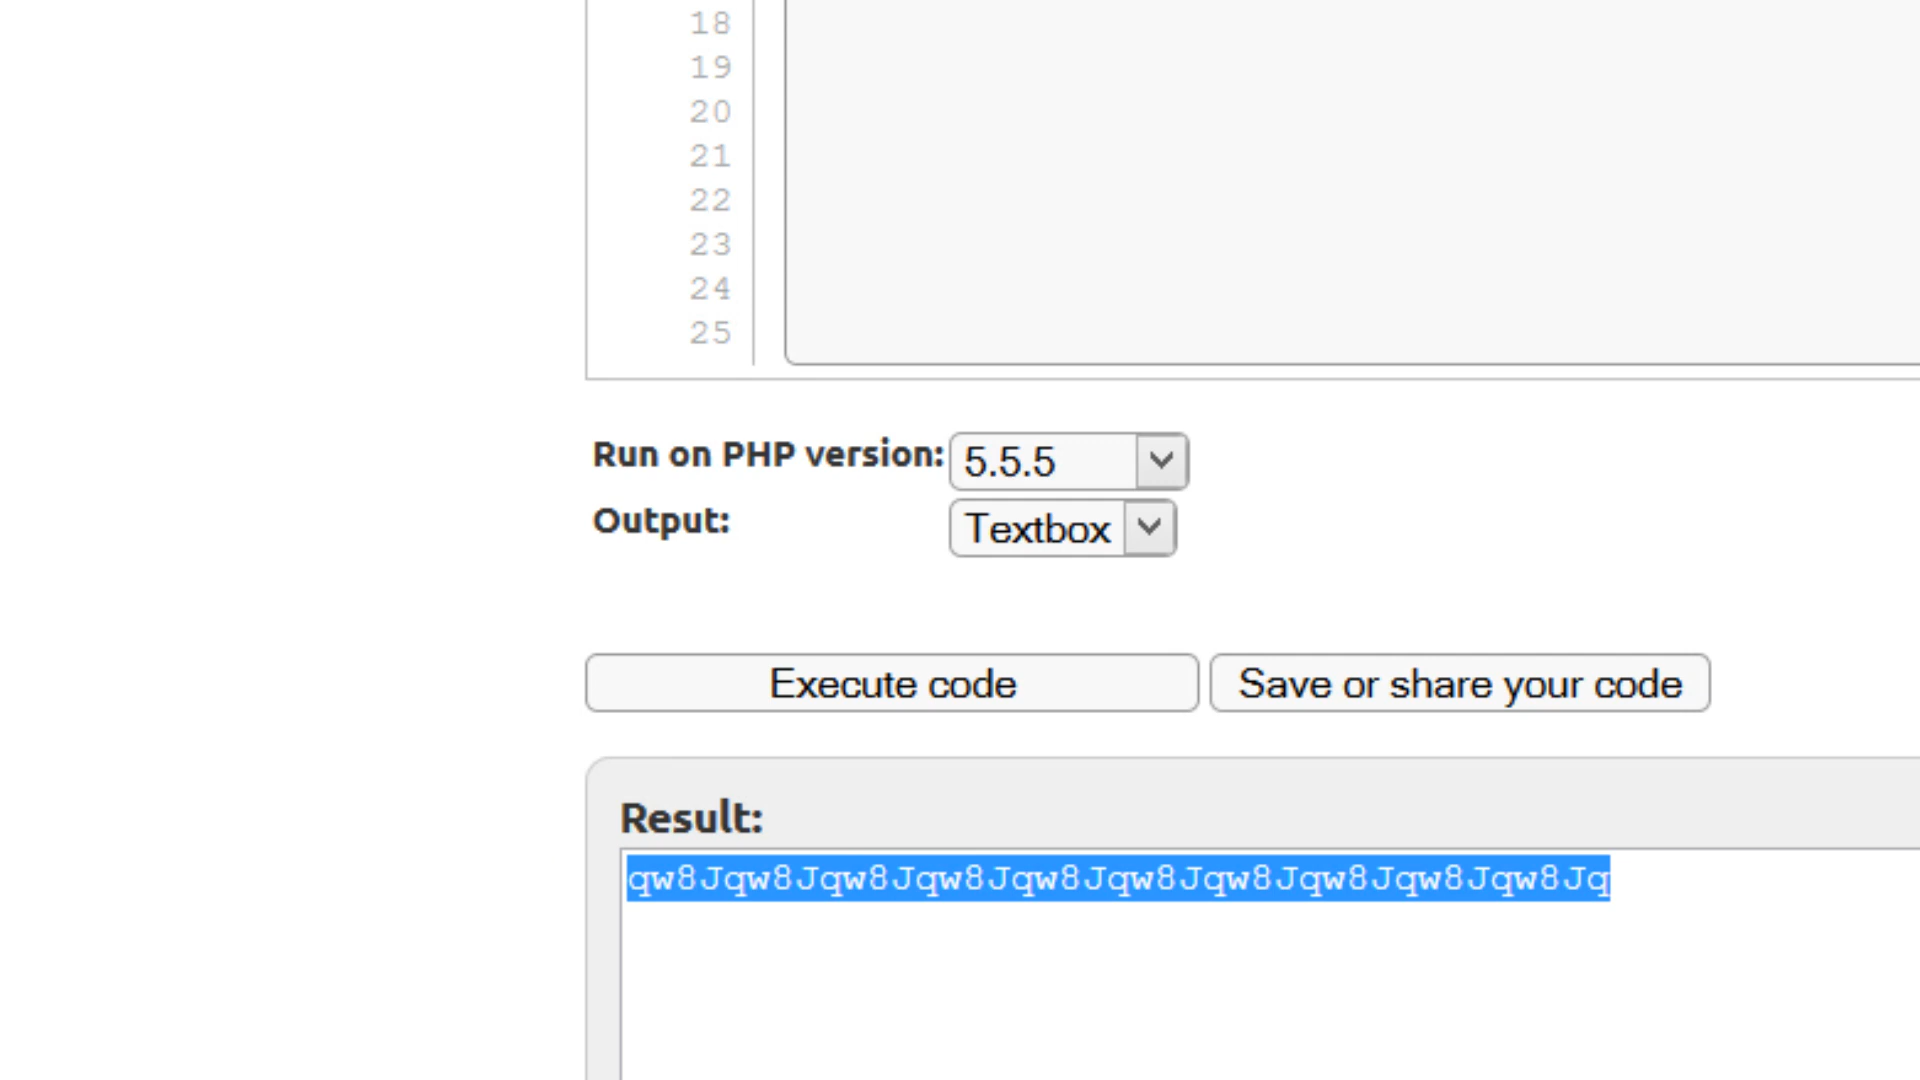 18
19
20
21
22
23
24
25
Run on PHP version: 5.5.5
Output: Textbox
Execute code Save or share your code
Result:
qw8Jqw8Jqw8Jqw8Jqw8Jqw8Jqw8Jqw8Jqw8Jqw8Jq